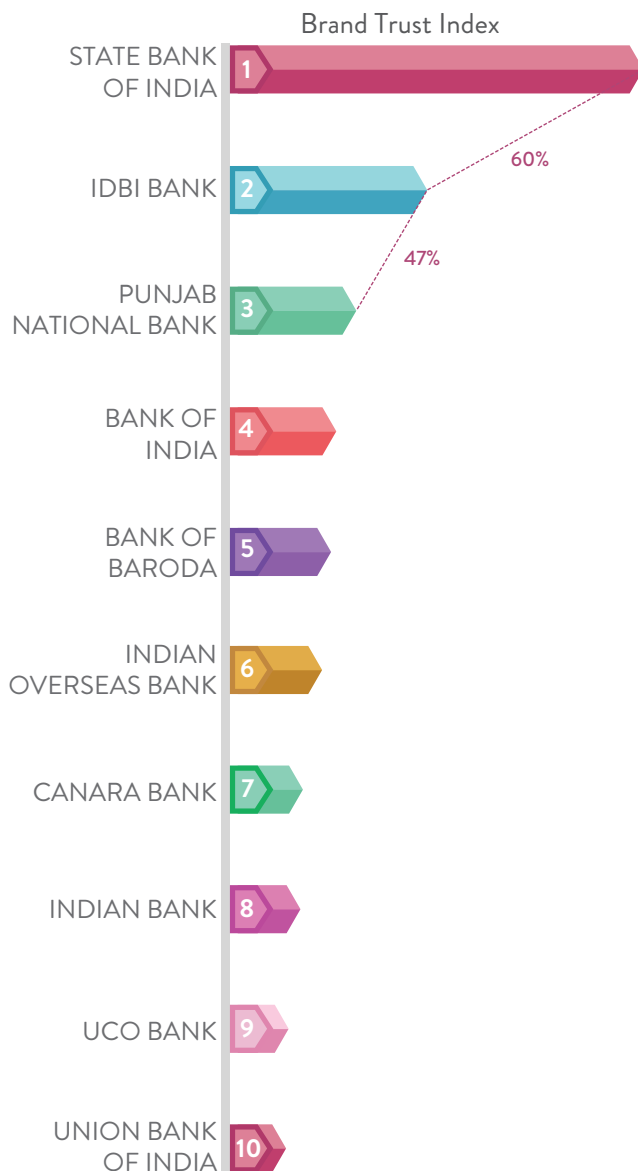 Brand Trust Index
STATE BANK
OF INDIA
1
60%
IDBI BANK
2
47%
PUNJAB
NATIONAL BANK
3
BANK OF
INDIA
4
BANK OF
BARODA
5
INDIAN
OVERSEAS BANK
6
CANARA BANK
7
INDIAN BANK
8
UCO BANK
9
UNION BANK
OF INDIA
10